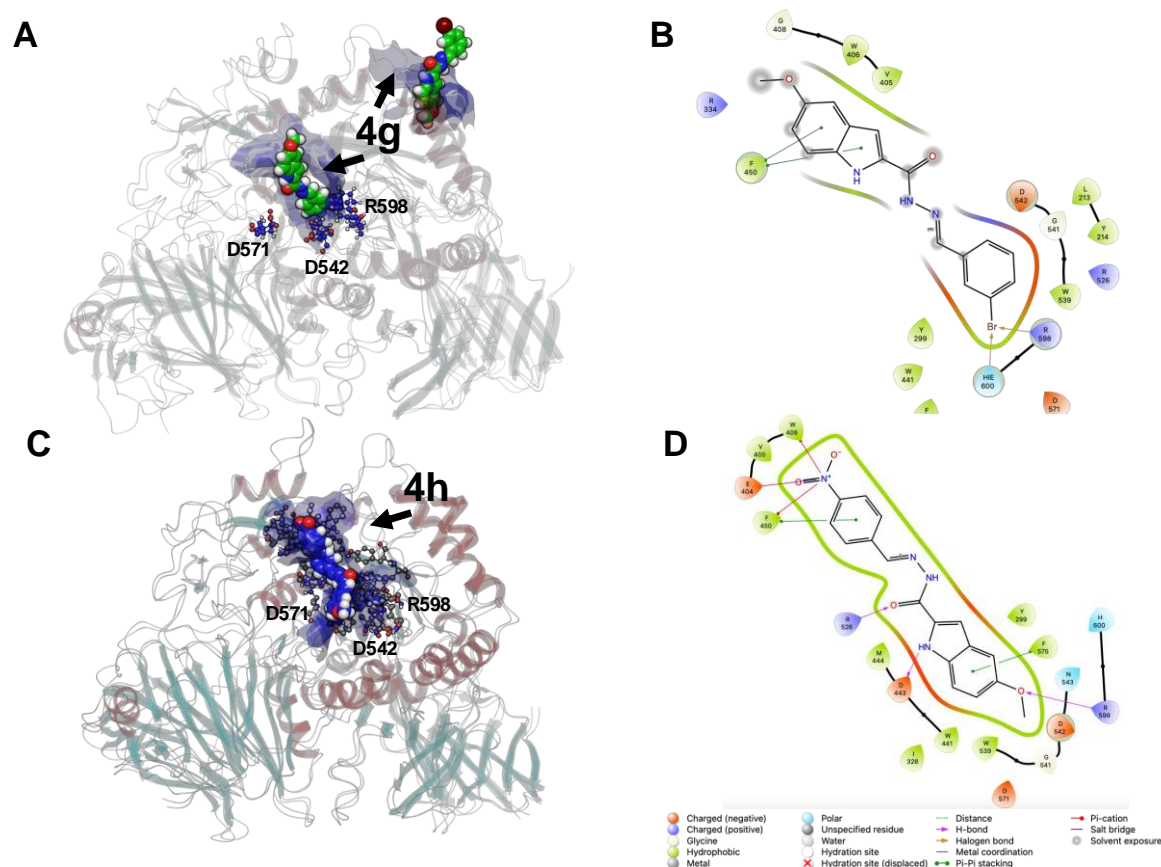 A
4g
R598
D571
D542
B
G
408
W
406
V
405
R
334
O
F
450
NH
O
HN
N
D
542
G
541
L
213
Y
214
R
526
W
539
Br
R
598
HIE
600
Y
299
W
441
F
D
571
C
4h
D571
R598
D542
D
W
406
V
405
E
404
F
450
O⁻
O
N⁺
N
NH
R
526
O
HN
M
444
D
443
W
441
I
328
Y
299
F
575
O
H
600
N
543
R
598
D
542
W
539
G
541
D
571
Charged (negative)
Charged (positive)
Glycine
Hydrophobic
Metal
Polar
Unspecified residue
Water
Hydration site
Hydration site (displaced)
Distance
H-bond
Halogen bond
Metal coordination
Pi-Pi stacking
Pi-cation
Salt bridge
Solvent exposure